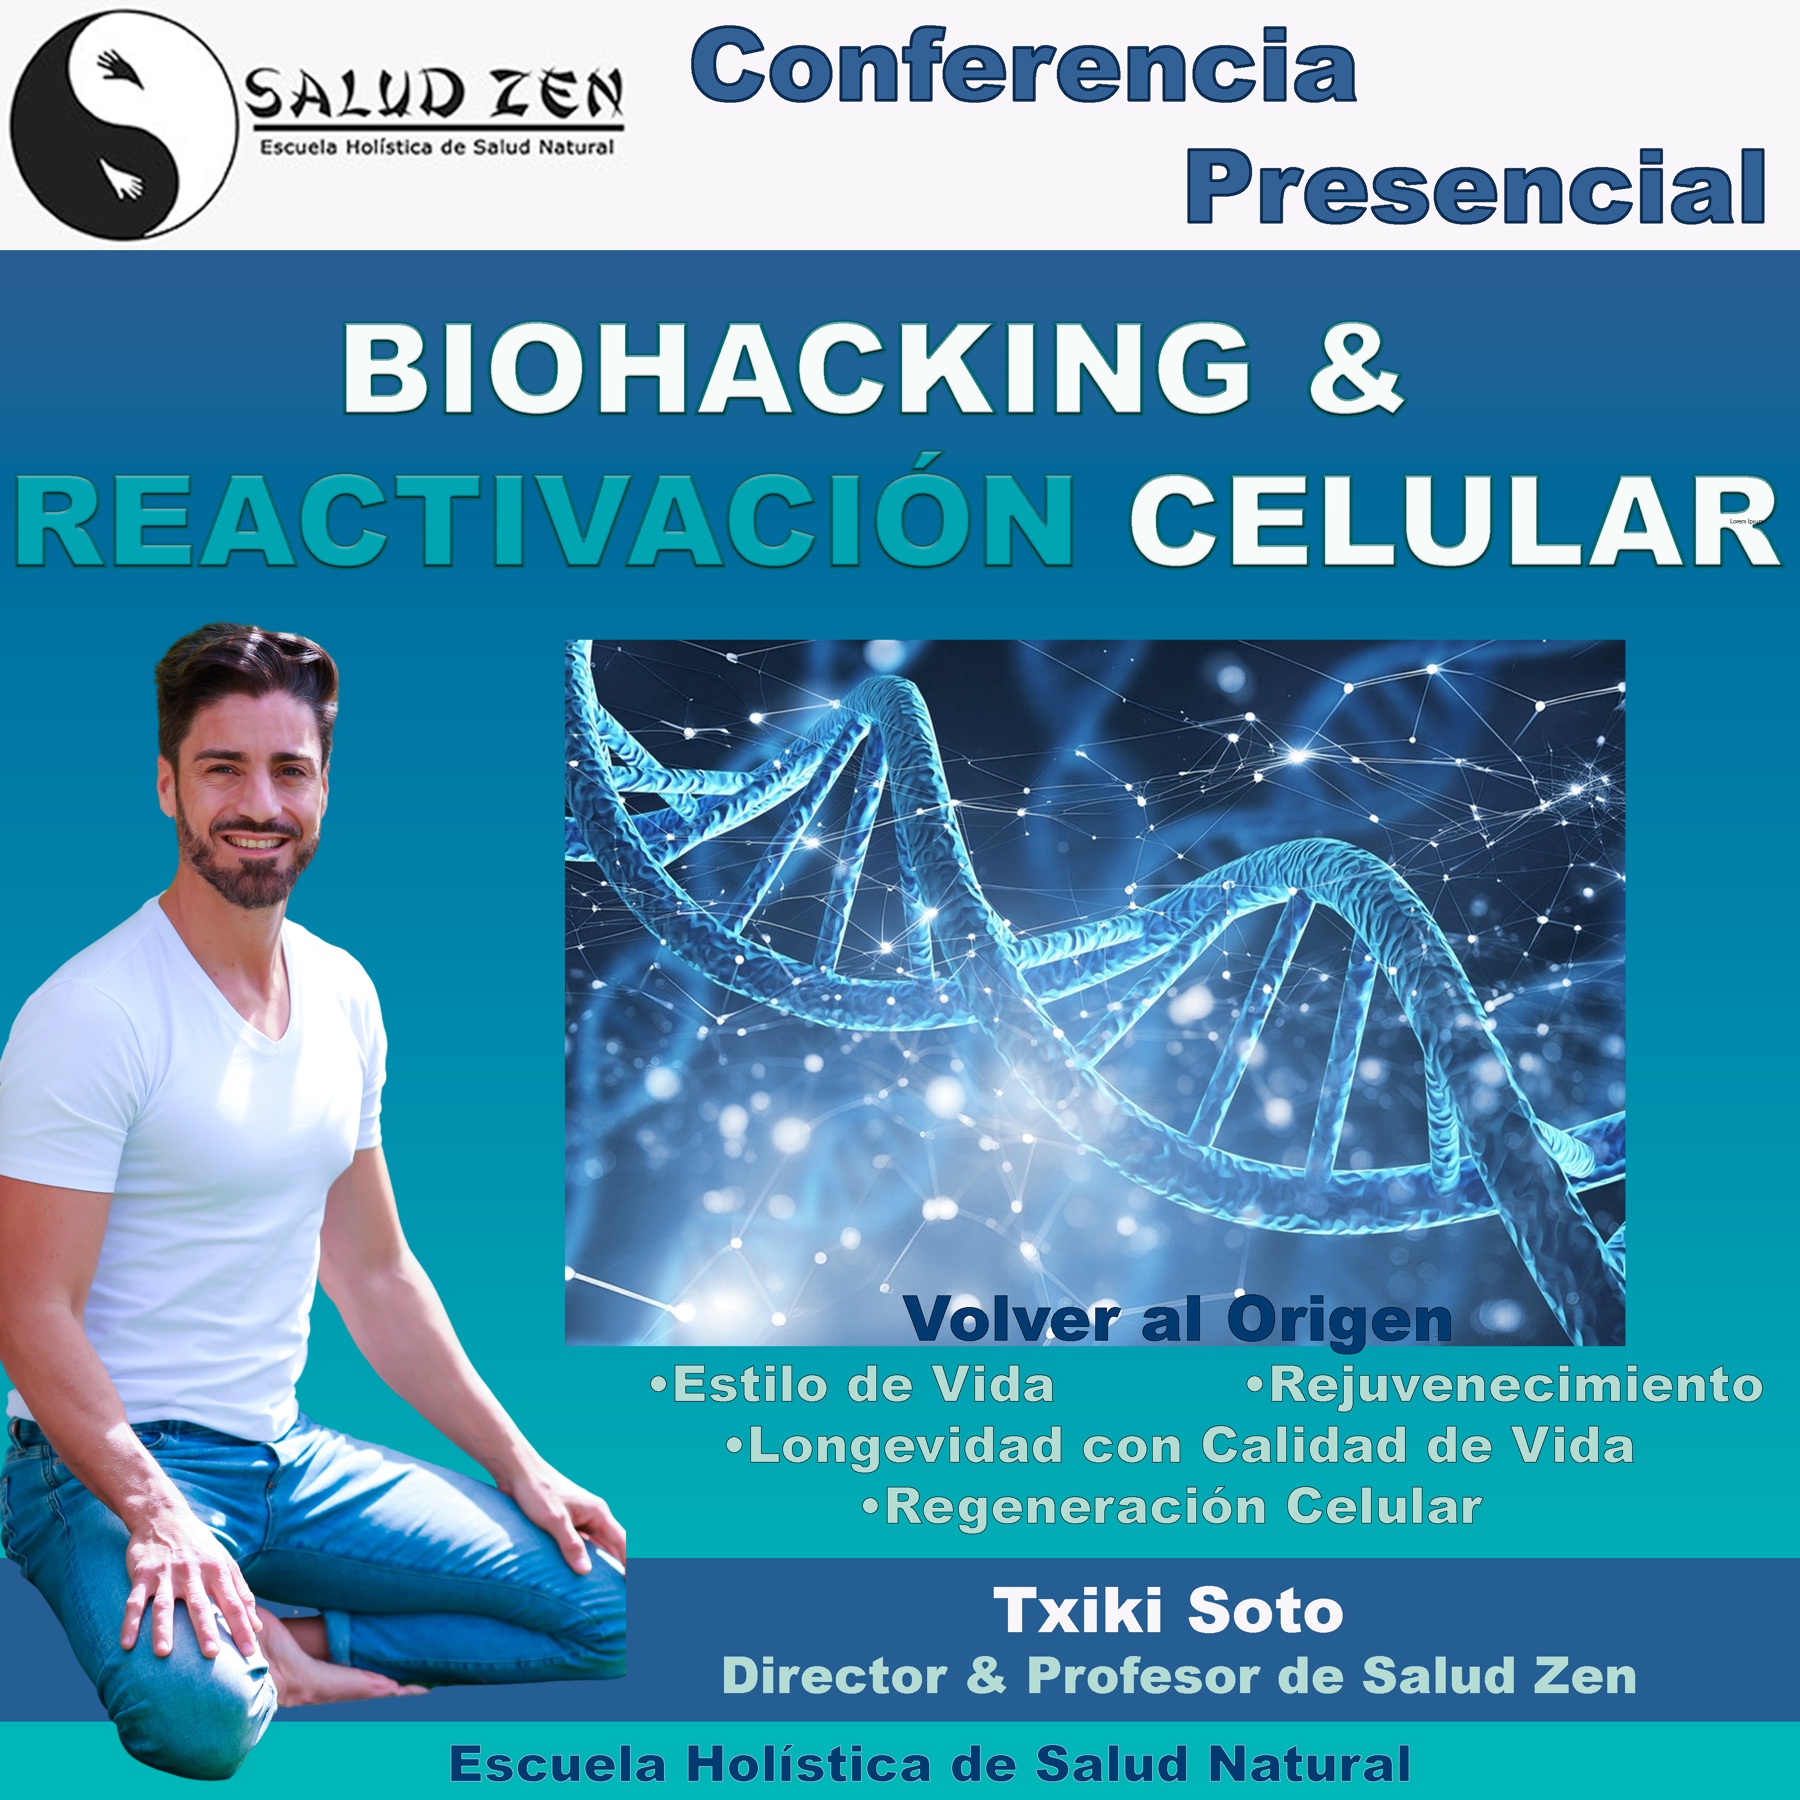 SALUD ZEN
Escuela Holística de Salud Natural
Conferencia
Presencial
BIOHACKING &
REACTIVACIÓN CELULAR
Lorem Ipsum
Volver al Origen
•Estilo de Vida •Rejuvenecimiento
•Longevidad con Calidad de Vida
•Regeneración Celular
Txiki Soto
Director & Profesor de Salud Zen
Escuela Holística de Salud Natural